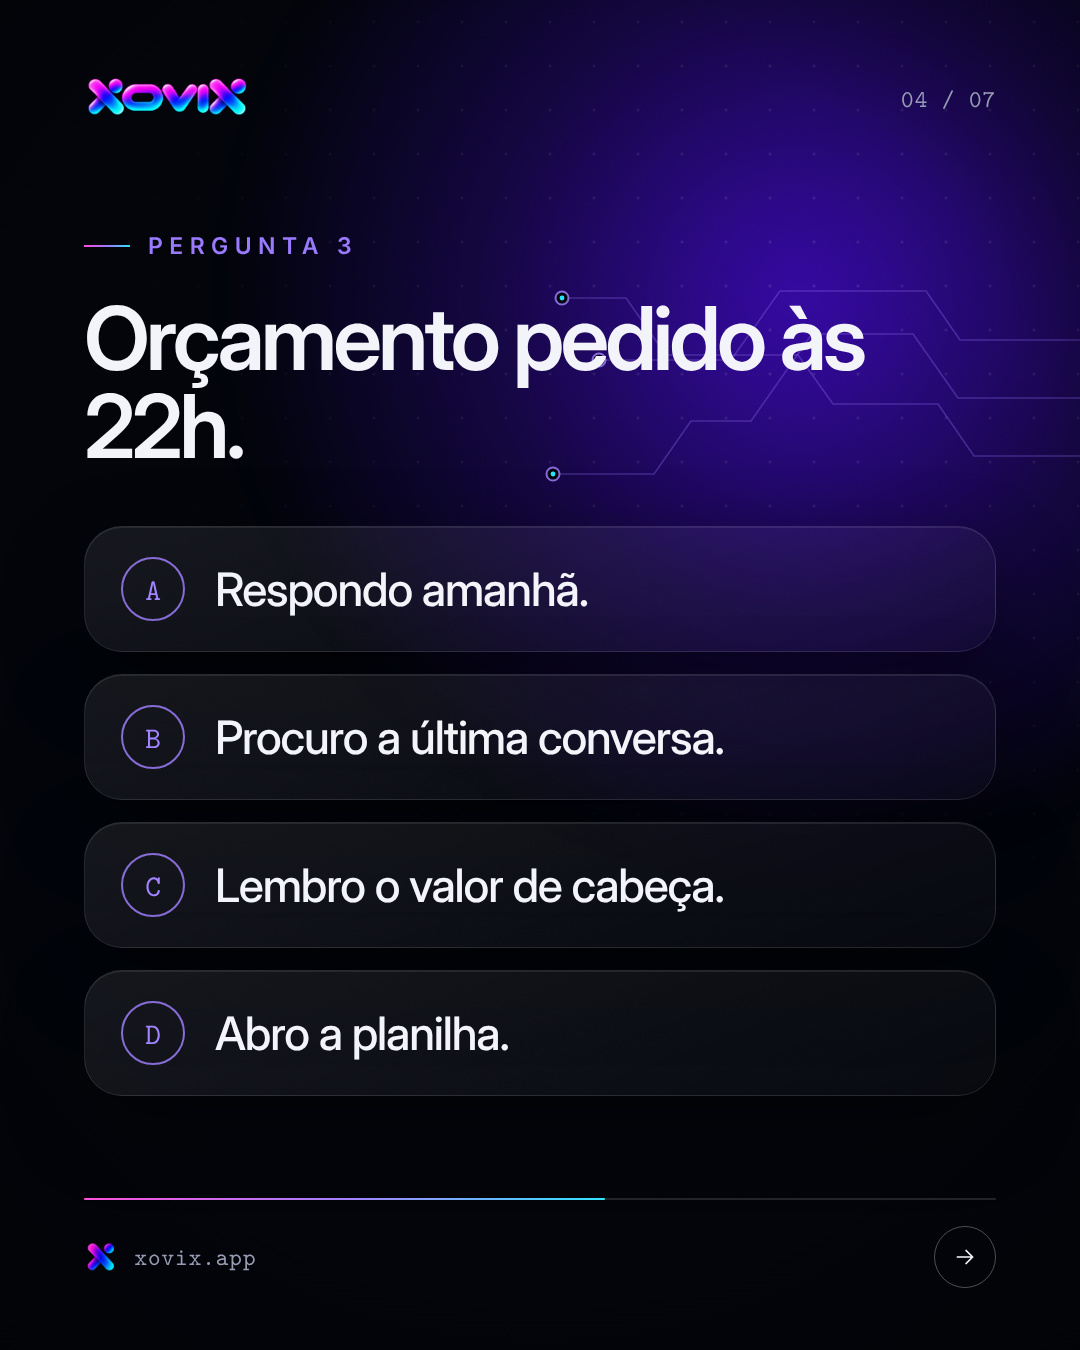 XOVIX
04 / 07
PERGUNTA 3
Orçamento pedido às
22h.
A Respondo amanhã.
B Procuro a última conversa.
C Lembro o valor de cabeça.
D Abro a planilha.
xovix.app